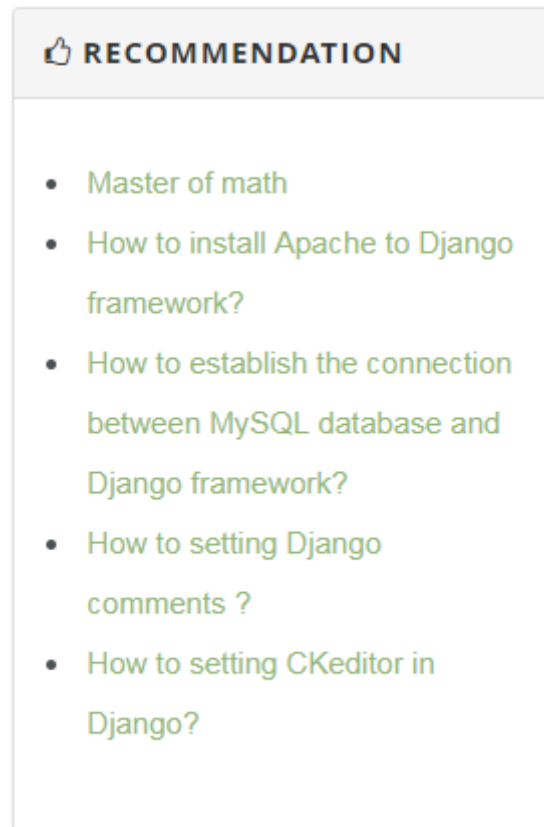 RECOMMENDATION
Master of math
How to install Apache to Django
framework?
How to establish the connection
between MySQL database and
Django framework?
How to setting Django
comments ?
How to setting CKeditor in
Django?